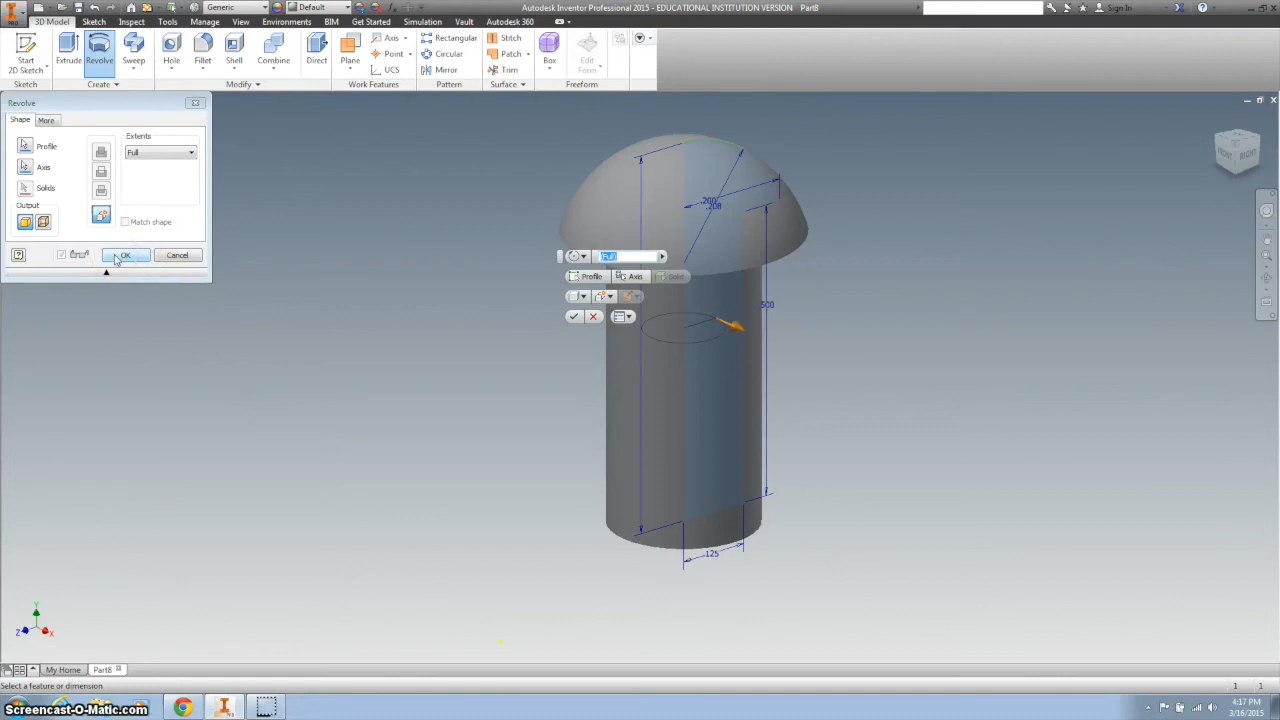 Generic
Default
Autodesk Inventor Professional 2015 - EDUCATIONAL INSTITUTION VERSION Part8
Sign In
PRO
3D Model Sketch Inspect Tools Manage View Environments BIM Get Started Simulation Vault Autodesk 360
Start
2D Sketch
Extrude Revolve Sweep
Hole Fillet Shell Combine
Direct
Plane
Axis
Point
UCS
Rectangular
Circular
Mirror
Stitch
Patch
Trim
Box
Edit
Form
Sketch Create Modify Work Features Pattern Surface Freeform
Revolve
Shape More
Profile
Axis
Solids
Output
Extents
Full
Match shape
OK Cancel
FRONT RIGHT
.200
.208
(Full)
Profile Axis Solid
.500
.125
Y
Z X
My Home Part8
Select a feature or dimension
1 1
Screencast-O-Matic.com
4:17 PM
3/16/2015